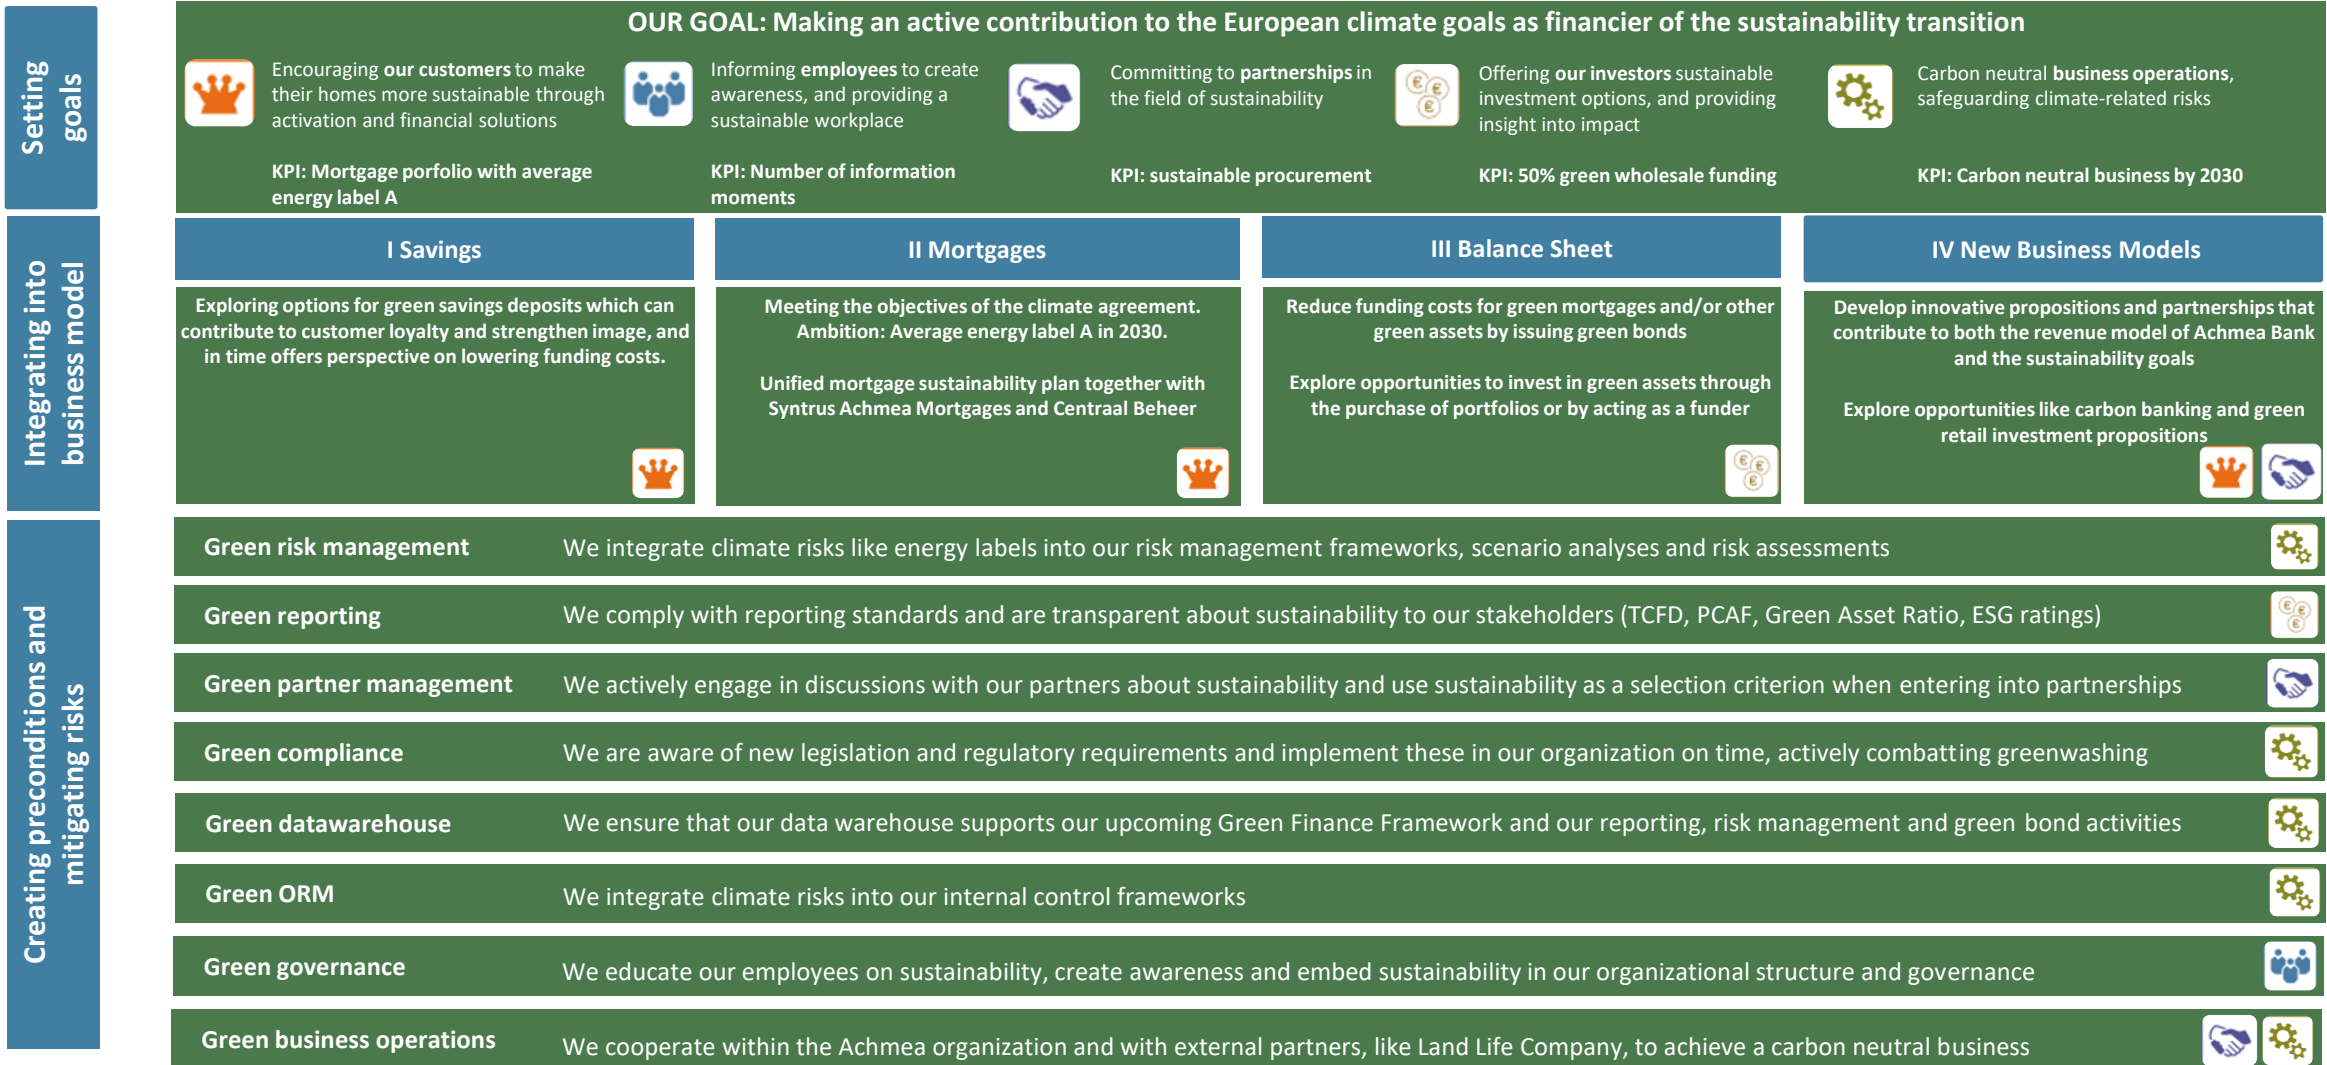 Setting
goals
OUR GOAL: Making an active contribution to the European climate goals as financier of the sustainability transition
Encouraging our customers to make
their homes more sustainable through
activation and financial solutions
KPI: Mortgage porfolio with average
energy label A
Informing employees to create
awareness, and providing a
sustainable workplace
KPI: Number of information
moments
Committing to partnerships in
the field of sustainability
KPI: sustainable procurement
Offering our investors sustainable
investment options, and providing
insight into impact
KPI: 50% green wholesale funding
Carbon neutral business operations,
safeguarding climate-related risks
KPI: Carbon neutral business by 2030
Integrating into
business model
I Savings
Exploring options for green savings deposits which can
contribute to customer loyalty and strengthen image, and
in time offers perspective on lowering funding costs.
II Mortgages
Meeting the objectives of the climate agreement.
Ambition: Average energy label A in 2030.
Unified mortgage sustainability plan together with
Syntrus Achmea Mortgages and Centraal Beheer
III Balance Sheet
Reduce funding costs for green mortgages and/or other
green assets by issuing green bonds
Explore opportunities to invest in green assets through
the purchase of portfolios or by acting as a funder
IV New Business Models
Develop innovative propositions and partnerships that
contribute to both the revenue model of Achmea Bank
and the sustainability goals
Explore opportunities like carbon banking and green
retail investment propositions
Creating preconditions and
mitigating risks
Green risk management We integrate climate risks like energy labels into our risk management frameworks, scenario analyses and risk assessments
Green reporting We comply with reporting standards and are transparent about sustainability to our stakeholders (TCFD, PCAF, Green Asset Ratio, ESG ratings)
Green partner management We actively engage in discussions with our partners about sustainability and use sustainability as a selection criterion when entering into partnerships
Green compliance We are aware of new legislation and regulatory requirements and implement these in our organization on time, actively combatting greenwashing
Green datawarehouse We ensure that our data warehouse supports our upcoming Green Finance Framework and our reporting, risk management and green bond activities
Green ORM We integrate climate risks into our internal control frameworks
Green governance We educate our employees on sustainability, create awareness and embed sustainability in our organizational structure and governance
Green business operations We cooperate within the Achmea organization and with external partners, like Land Life Company, to achieve a carbon neutral business